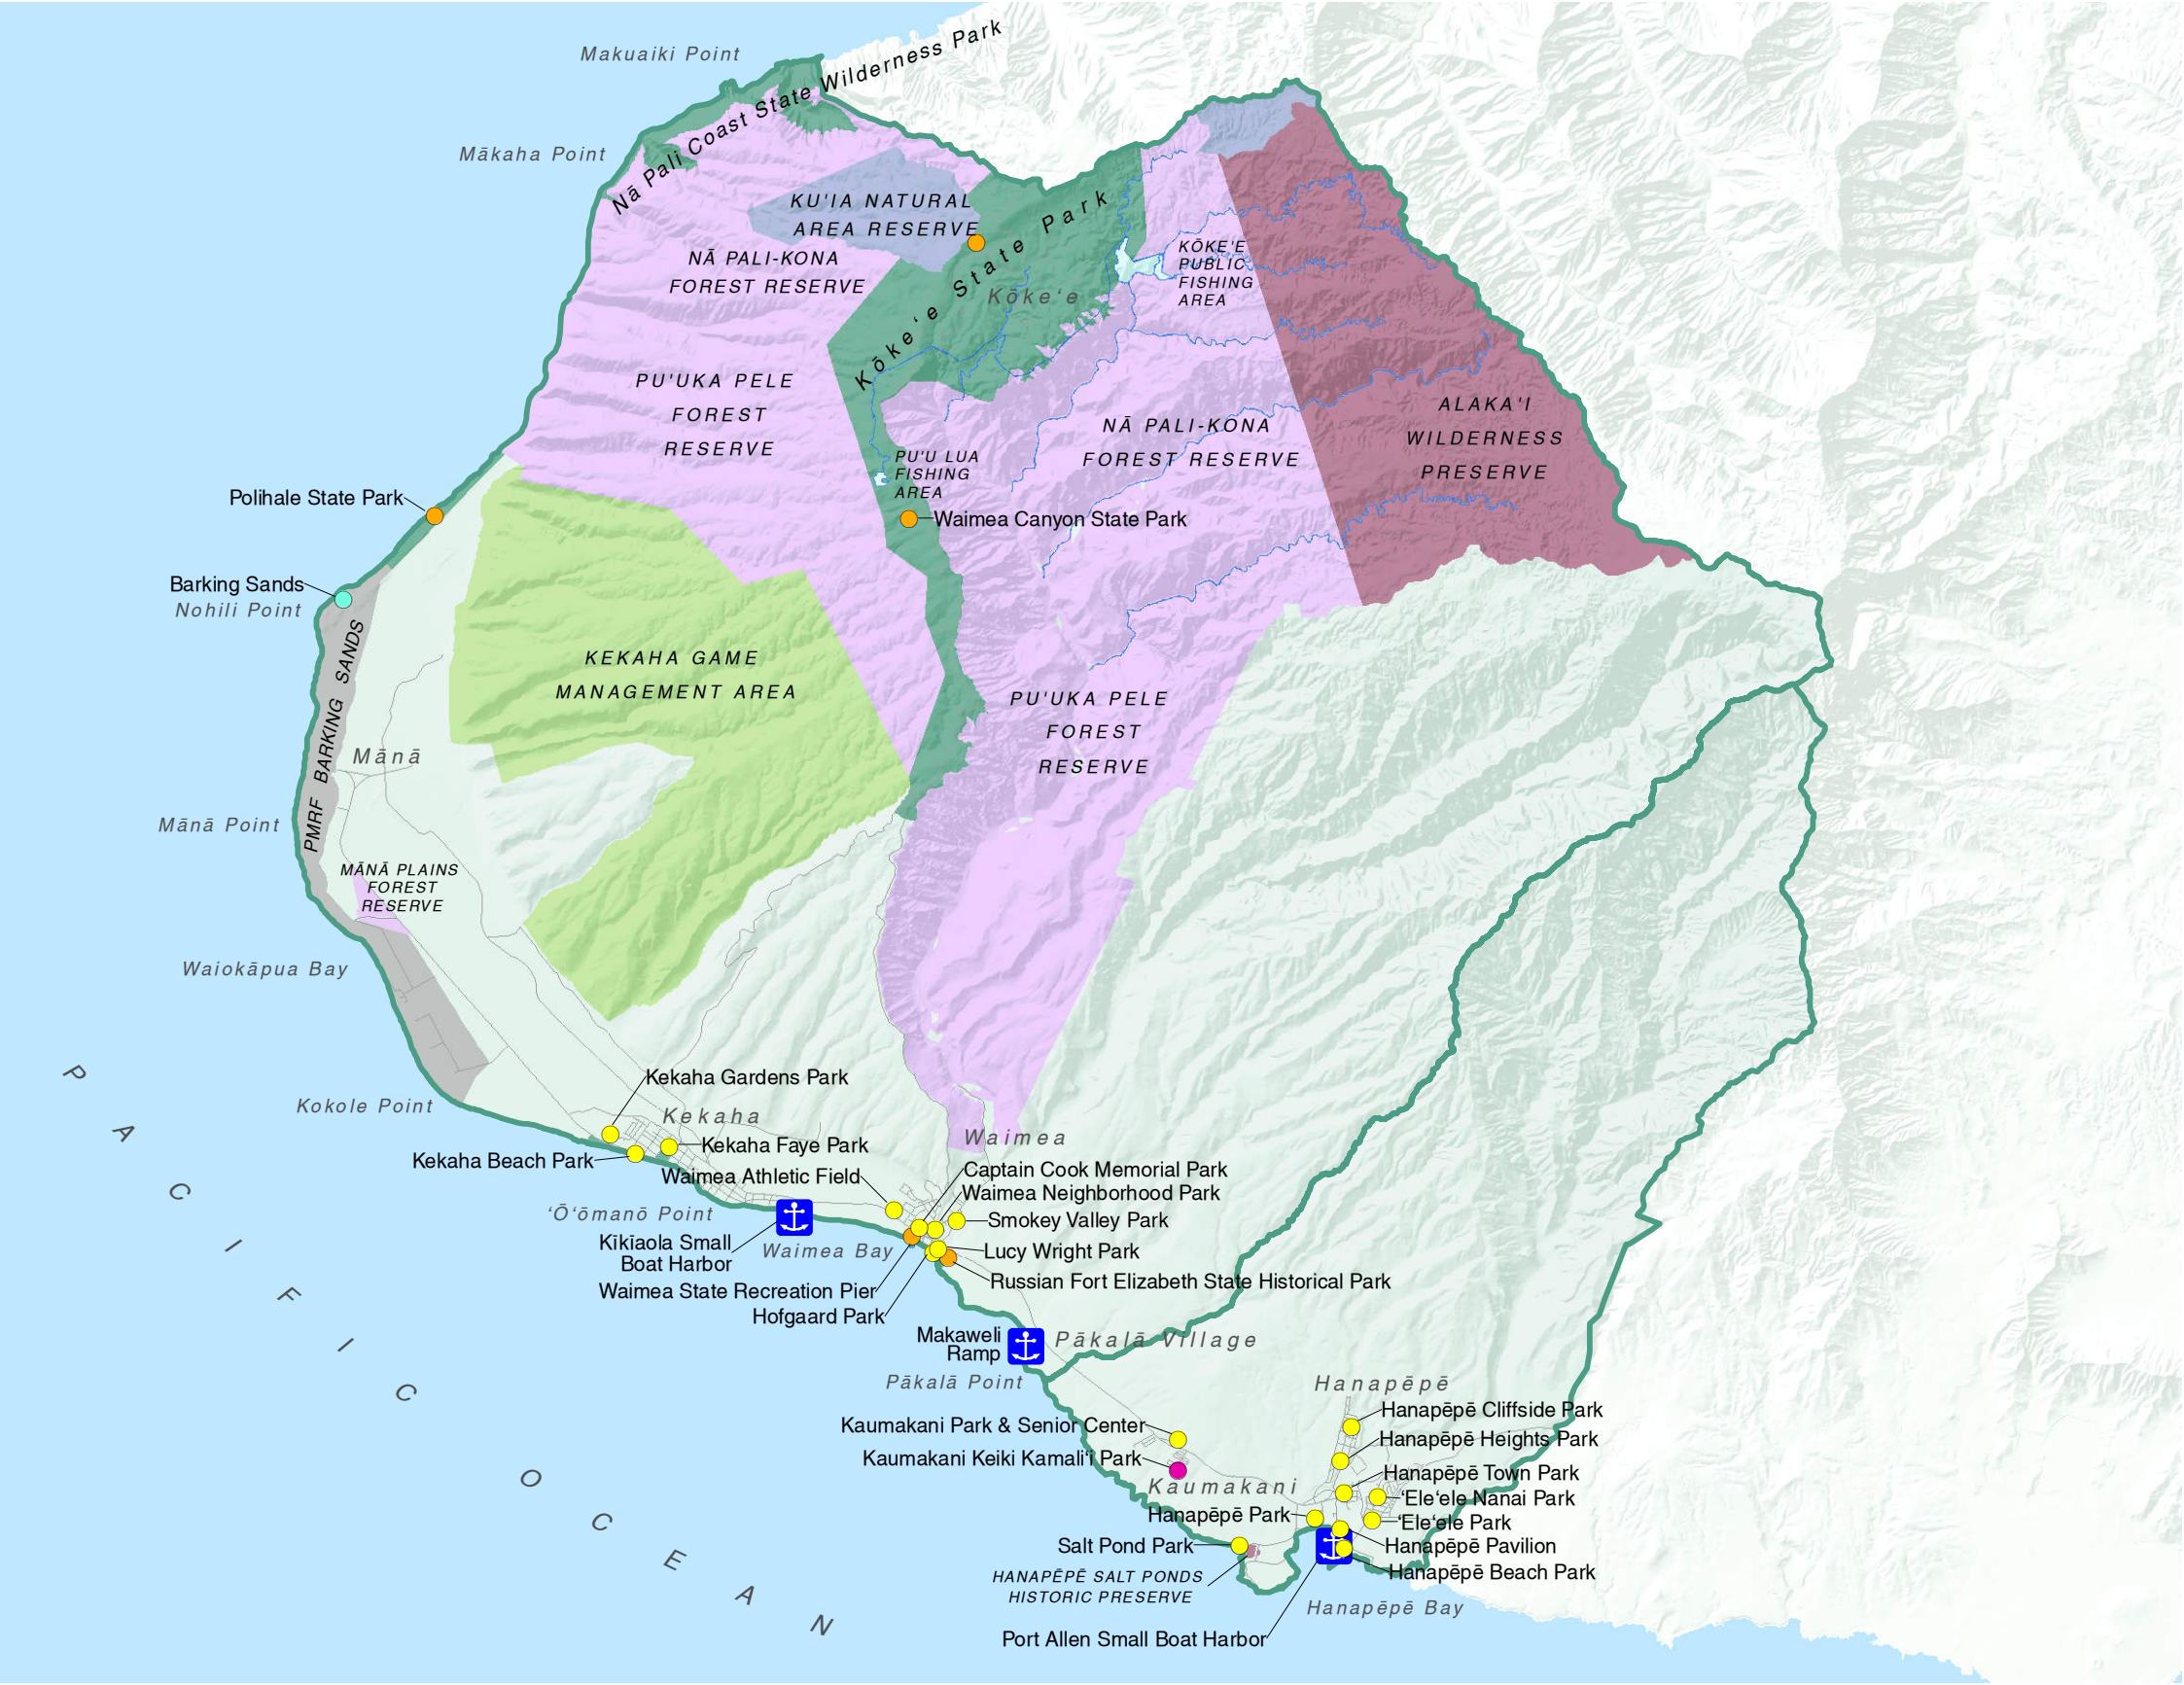 Makuaiki Point
Nā Pali Coast State Wilderness Park
Mākaha Point
KU'IA NATURAL
AREA RESERVE
NĀ PALI-KONA
FOREST RESERVE
Kōkeʻe State Park
Kōkeʻe
KŌKE'E
PUBLIC
FISHING
AREA
PU'UKA PELE
FOREST
RESERVE
NĀ PALI-KONA
FOREST RESERVE
ALAKA'I
WILDERNESS
PRESERVE
PU'U LUA
FISHING
AREA
Polihale State Park
Waimea Canyon State Park
Barking Sands
Nohili Point
PMRF BARKING SANDS
KEKAHA GAME
MANAGEMENT AREA
PU'UKA PELE
FOREST
RESERVE
Mānā
Mānā Point
MĀNĀ PLAINS
FOREST
RESERVE
Waiokāpua Bay
Kokole Point
Kekaha Gardens Park
Kekaha
Kekaha Faye Park
Kekaha Beach Park
Waimea
Waimea Athletic Field
Captain Cook Memorial Park
Waimea Neighborhood Park
Smokey Valley Park
ʻŌʻōmanō Point
Kīkīaola Small
Boat Harbor
Waimea Bay
Lucy Wright Park
Russian Fort Elizabeth State Historical Park
Waimea State Recreation Pier
Hofgaard Park
Makaweli
Ramp
Pākalā Village
Pākalā Point
Hanapēpē
Hanapēpē Cliffside Park
Kaumakani Park & Senior Center
Hanapēpē Heights Park
Kaumakani Keiki Kamaliʻi Park
Hanapēpē Town Park
Kaumakani
ʻEleʻele Nanai Park
Hanapēpē Park
ʻEleʻele Park
Salt Pond Park
Hanapēpē Pavilion
Hanapēpē Beach Park
HANAPĒPĒ SALT PONDS
HISTORIC PRESERVE
Hanapēpē Bay
Port Allen Small Boat Harbor
PACIFIC OCEAN